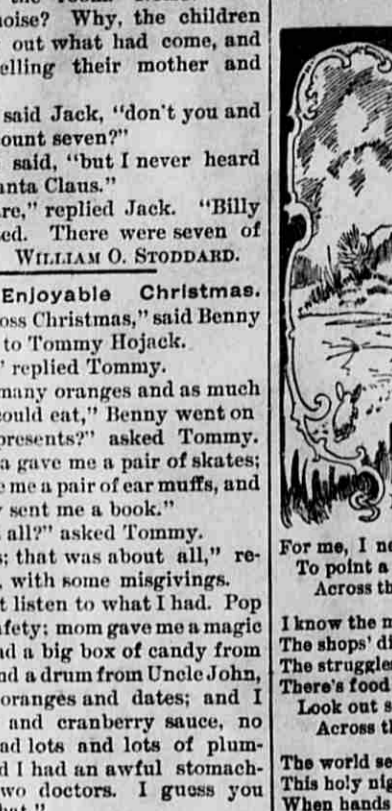 noise? Why, the children
out what had come, and
elling their mother and
said Jack, "don't you and
ount seven?"
said, "but I never heard
anta Claus."
re," replied Jack. "Billy
ed. There were seven of
WILLIAM O. STODDARD.
Enjoyable Christmas.
oss Christmas," said Benny
to Tommy Hojack.
" replied Tommy.
many oranges and as much
could eat," Benny went on
presents?" asked Tommy.
a gave me a pair of skates;
e me a pair of ear muffs, and
y sent me a book."
all?" asked Tommy.
s; that was about all," re-
, with some misgivings.
t listen to what I had. Pop
afety; mom gave me a magic
ad a big box of candy from
nd a drum from Uncle John,
oranges and dates; and I
and cranberry sauce, no
ad lots and lots of plum-
d I had an awful stomach-
wo doctors. I guess you
For me, I ne
To point a
Across th
I know the m
The shops' di
The struggles
There's food
Look out s
Across th
The world se
This holy nig
When hands